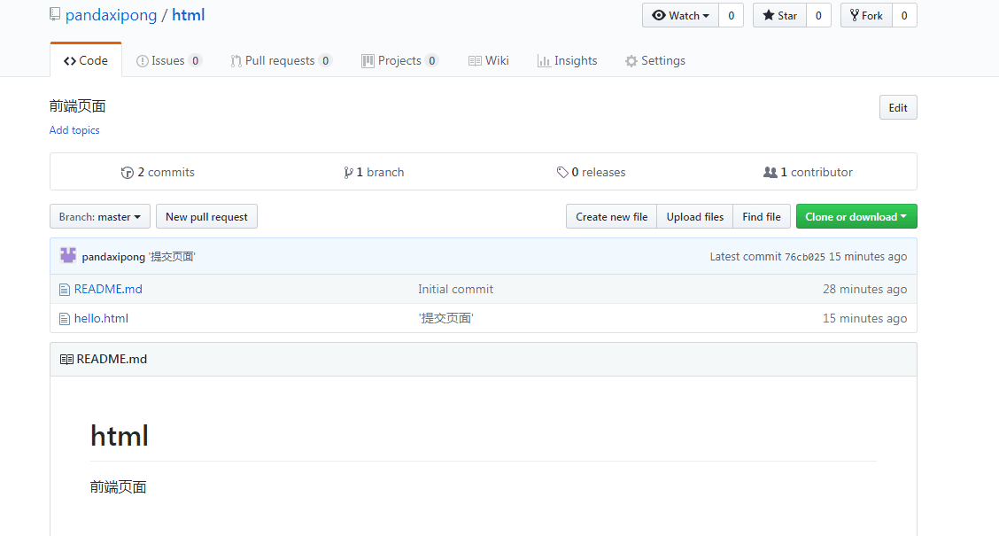 pandaxipong / html Watch 0 Star 0 Fork 0
Code Issues 0 Pull requests 0 Projects 0 Wiki Insights Settings
前端页面 Edit
Add topics
2 commits 1 branch 0 releases 1 contributor
Branch: master New pull request Create new file Upload files Find file Clone or download
pandaxipong '提交页面' Latest commit 76cb025 15 minutes ago
README.md Initial commit 28 minutes ago
hello.html '提交页面' 15 minutes ago
README.md
html
前端页面